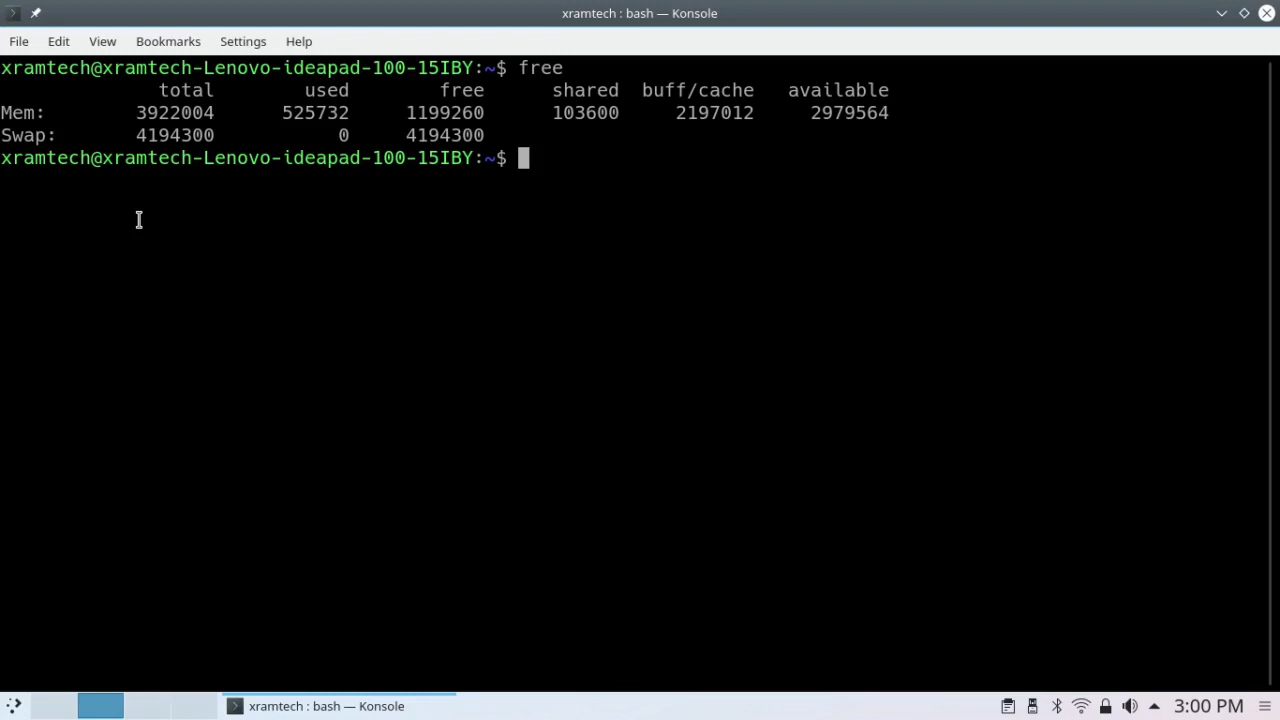 xramtech : bash — Konsole
File Edit View Bookmarks Settings Help
xramtech@xramtech-Lenovo-ideapad-100-15IBY:~$ free
total used free shared buff/cache available
Mem: 3922004 525732 1199260 103600 2197012 2979564
Swap: 4194300 0 4194300
xramtech@xramtech-Lenovo-ideapad-100-15IBY:~$
xramtech : bash — Konsole 3:00 PM